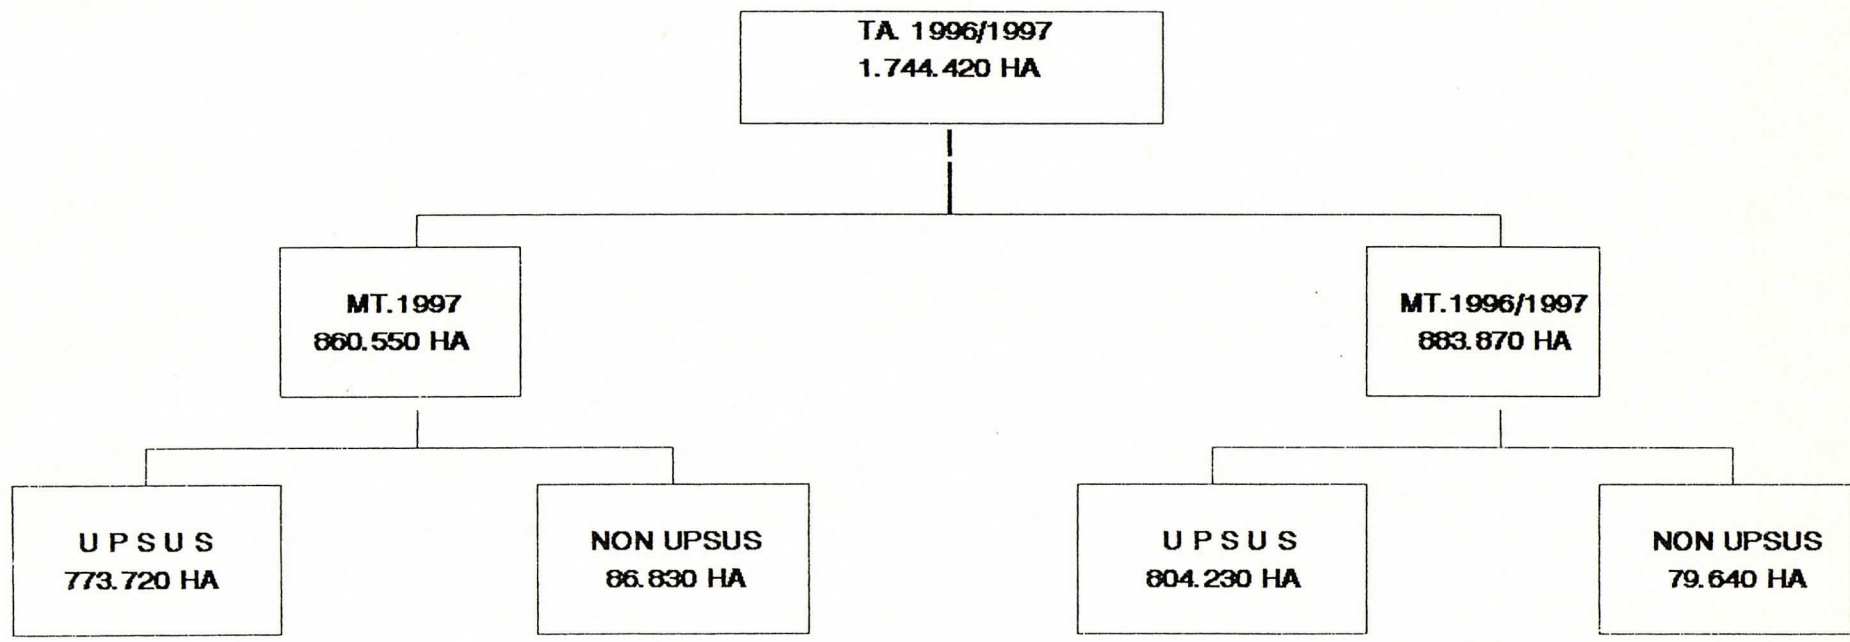 TA. 1996/1997
1.744.420 HA
MT.1997
860.550 HA
MT.1996/1997
883.870 HA
U P S U S
773.720 HA
NON UPSUS
86.830 HA
U P S U S
804.230 HA
NON UPSUS
79.640 HA